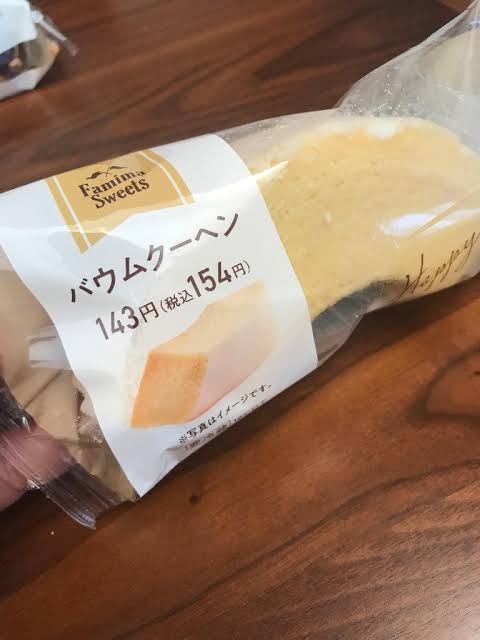 Famima
Sweets
バウムクーヘン
143円(税込154円)
※写真はイメージです。
Happy